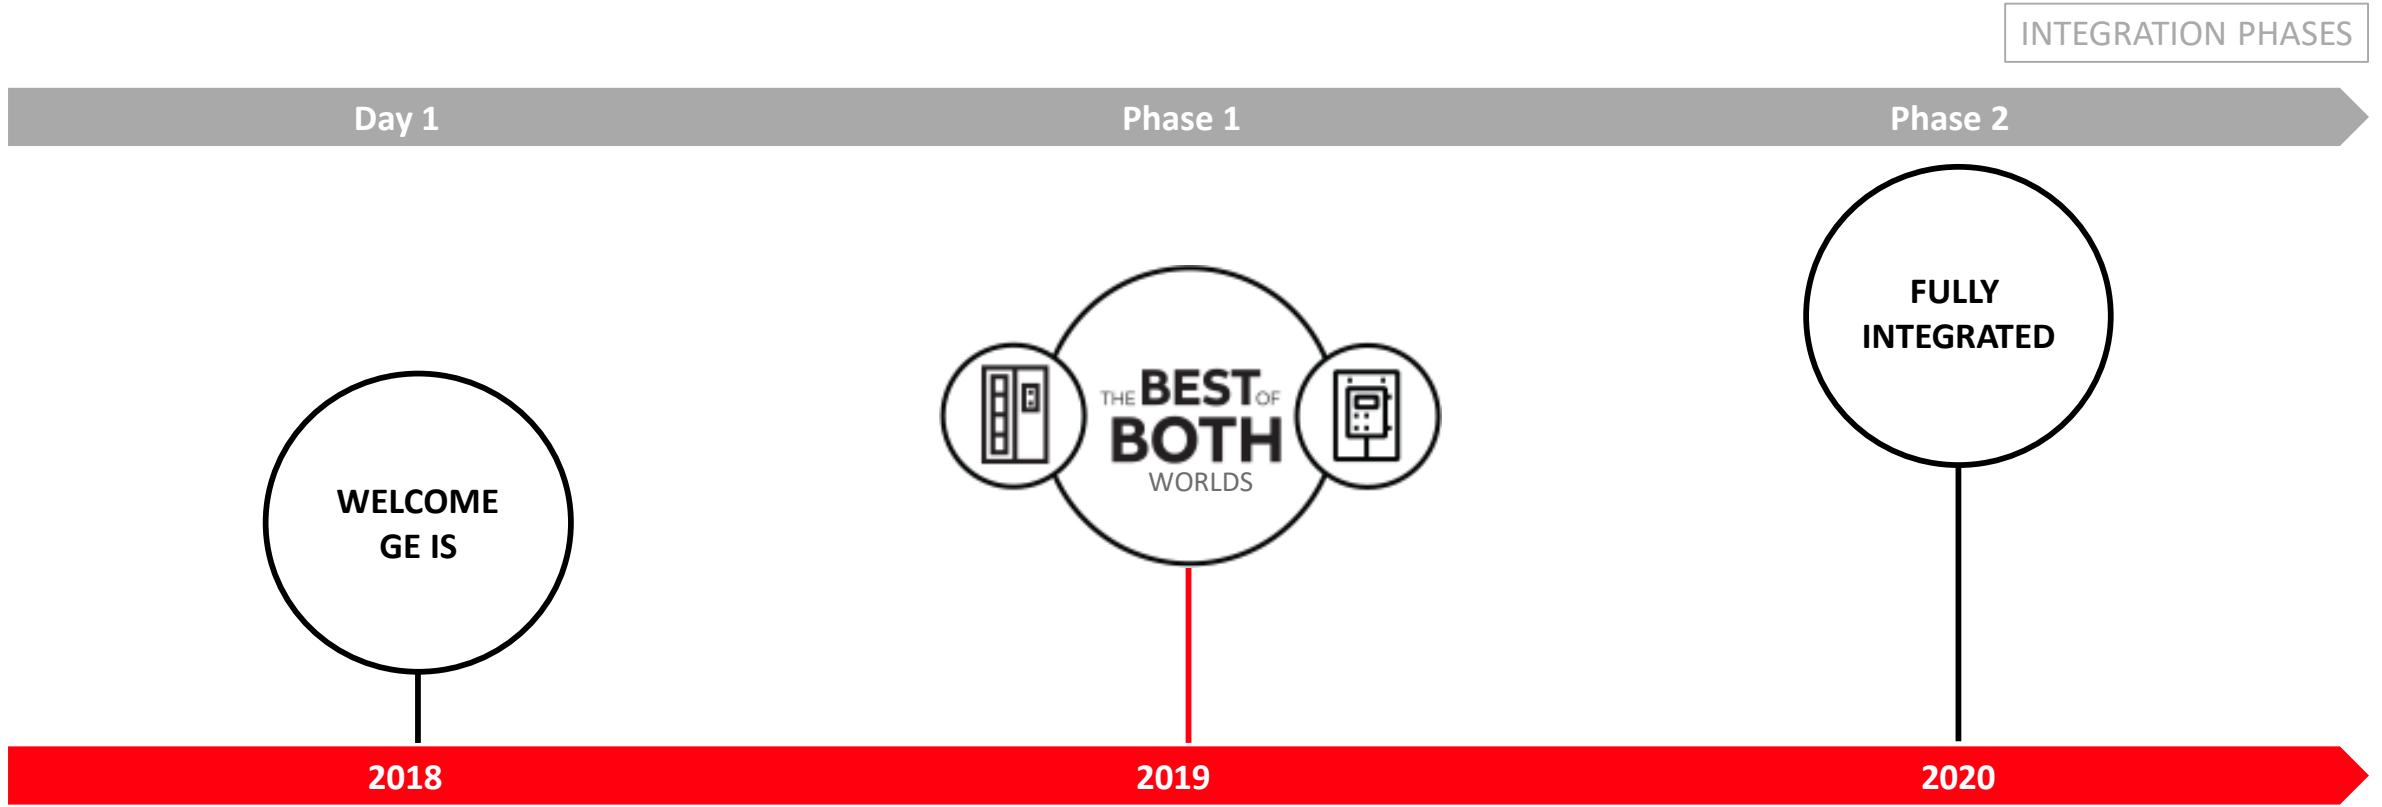 INTEGRATION PHASES
Day 1
Phase 1
Phase 2
WELCOME
GE IS
THE BEST OF
BOTH
WORLDS
FULLY
INTEGRATED
2018
2019
2020